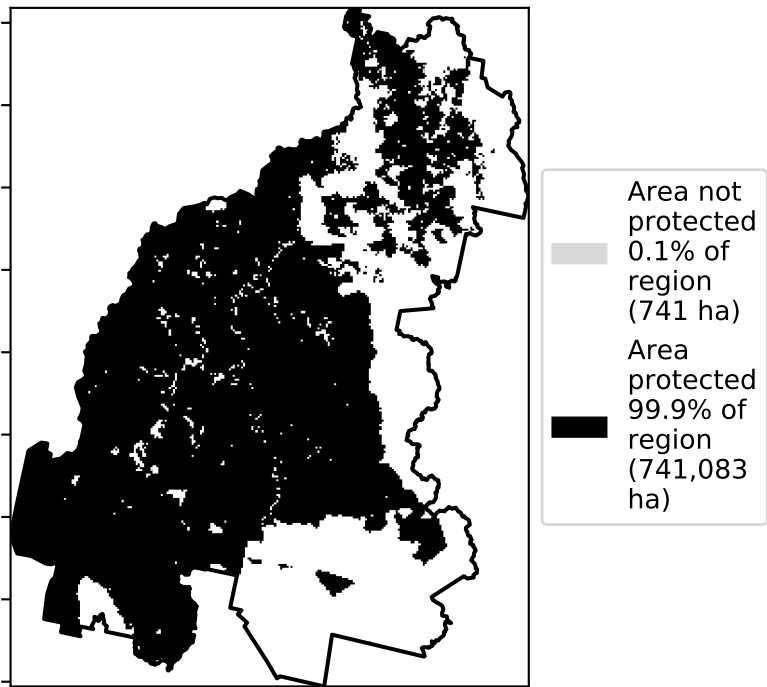 Area not
protected
0.1% of
region
(741 ha)
Area
protected
99.9% of
region
(741,083
ha)